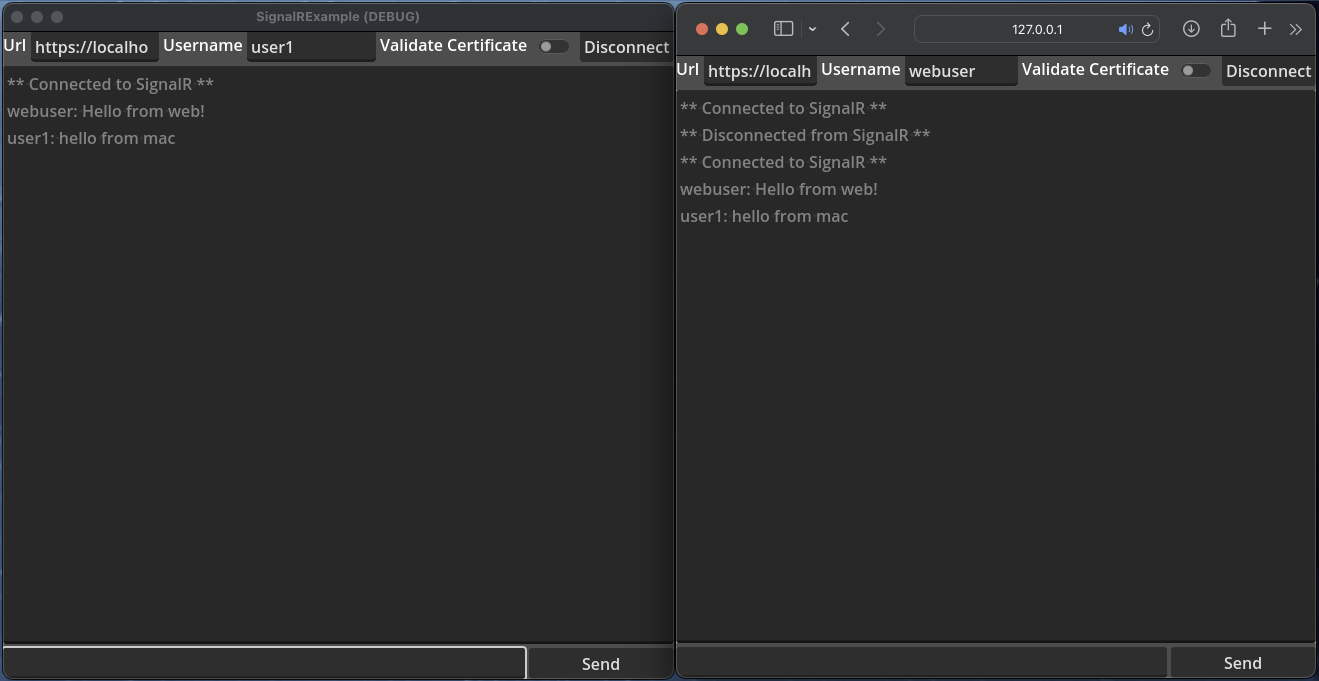 SignalRExample (DEBUG)
Url https://localho Username user1 Validate Certificate Disconnect
** Connected to SignalR **
webuser: Hello from web!
user1: hello from mac
Send
127.0.0.1
Url https://localh Username webuser Validate Certificate Disconnect
** Connected to SignalR **
** Disconnected from SignalR **
** Connected to SignalR **
webuser: Hello from web!
user1: hello from mac
Send